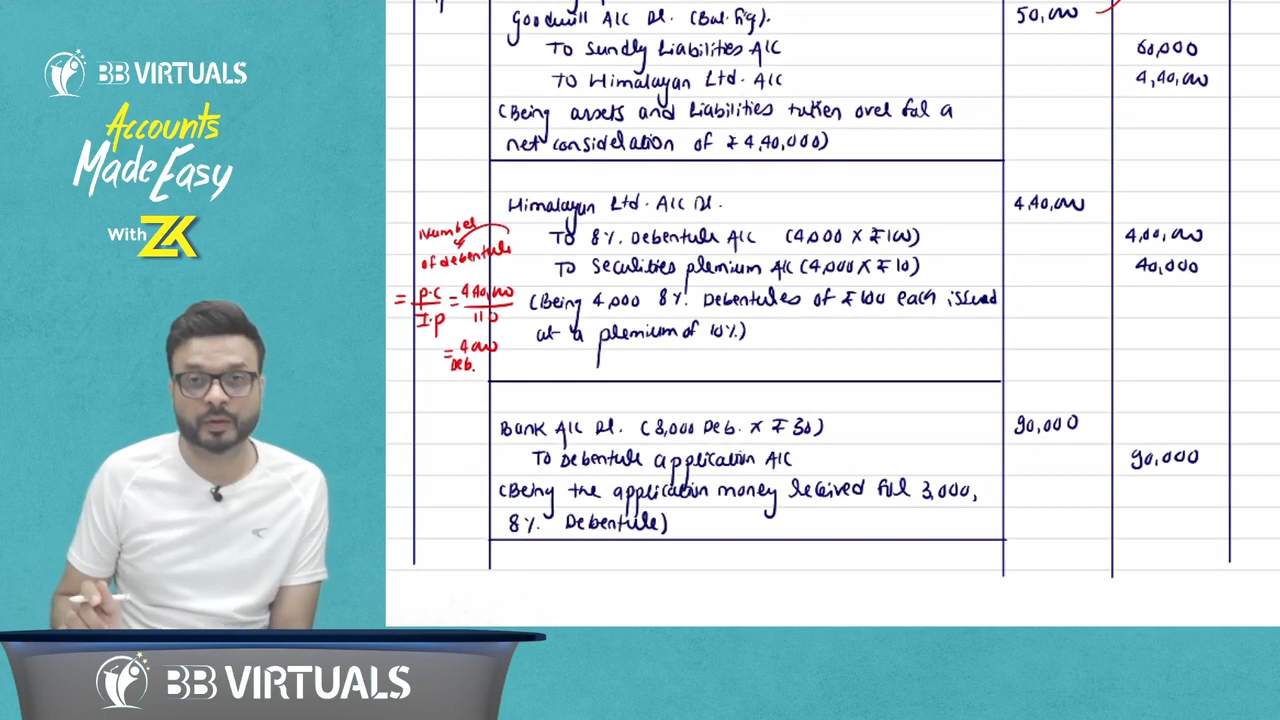 BB VIRTUALS
Accounts
Made Easy
With ZK
Goodwill A/C Dr. (Bal. fig). 50,000
To Sundry Liabilities A/C 60,000
To Himalayan Ltd. A/C 4,40,000
(Being assets and Liabilities taken over for a
net consideration of ₹ 4,40,000)
Himalayan Ltd. A/C Dr. 4,40,000
To 8% Debenture A/C (4,000 X ₹100) 4,00,000
To Securities premium A/C (4,000 X ₹10) 40,000
(Being 4,000 8% Debentures of ₹100 each issued
at a premium of 10%)
Number
of debenture
= P.C / I.P = 4,40,000 / 110
= 4000
Deb.
Bank A/C Dr. (3,000 Deb. X ₹30) 90,000
To Debenture application A/C 90,000
(Being the application money received for 3,000,
8% Debenture)
BB VIRTUALS